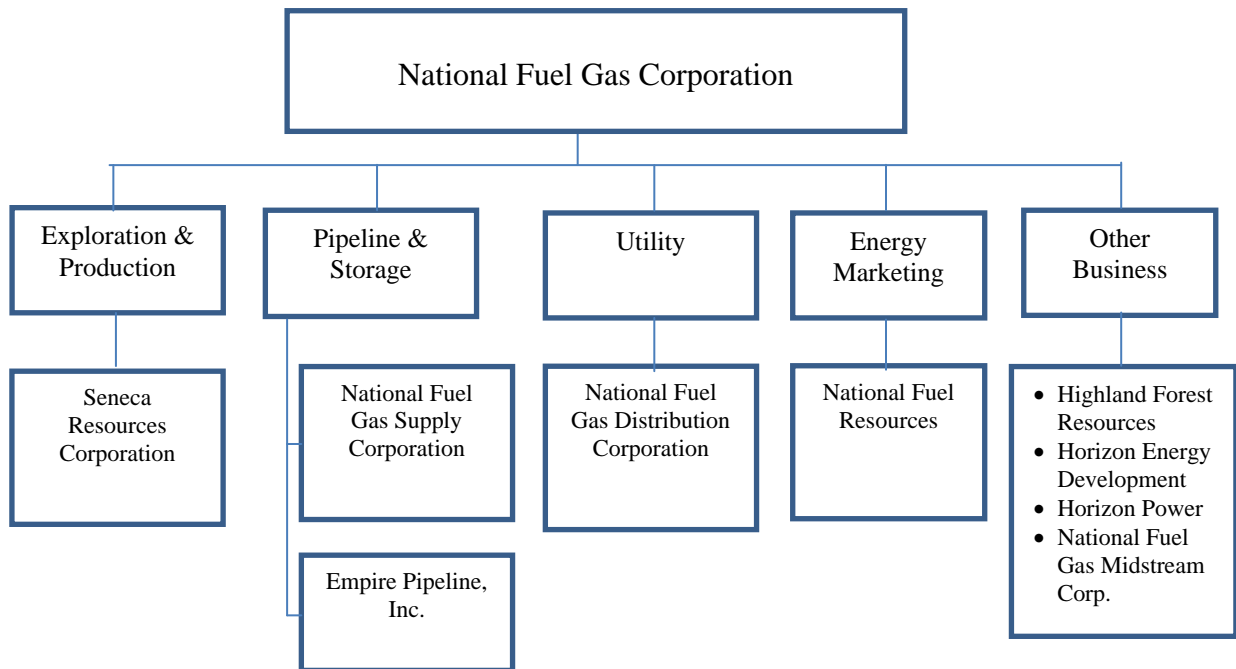 National Fuel Gas Corporation
Exploration &
Production
Pipeline &
Storage
Utility
Energy
Marketing
Other
Business
Seneca
Resources
Corporation
National Fuel
Gas Supply
Corporation
Empire Pipeline,
Inc.
National Fuel
Gas Distribution
Corporation
National Fuel
Resources
• Highland Forest
Resources
• Horizon Energy
Development
• Horizon Power
• National Fuel
Gas Midstream
Corp.